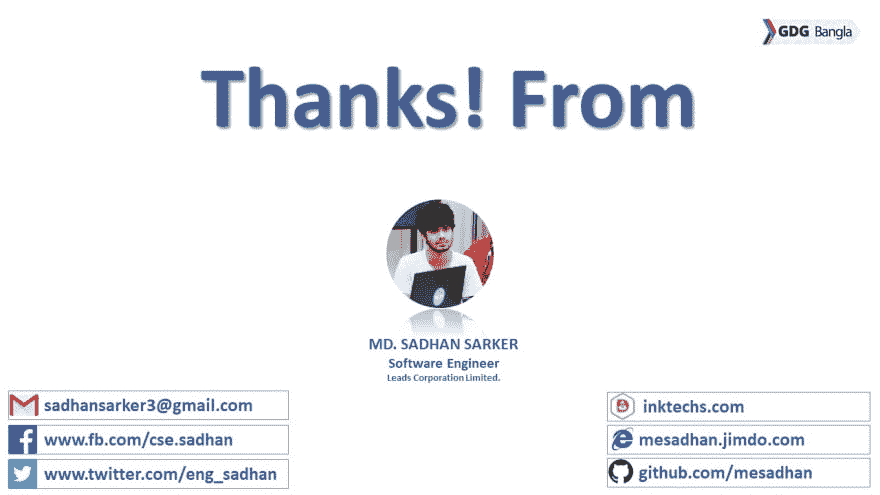 GDG Bangla
Thanks! From
MD. SADHAN SARKER
Software Engineer
Leads Corporation Limited.
sadhansarker3@gmail.com
www.fb.com/cse.sadhan
www.twitter.com/eng_sadhan
inktechs.com
mesadhan.jimdo.com
github.com/mesadhan